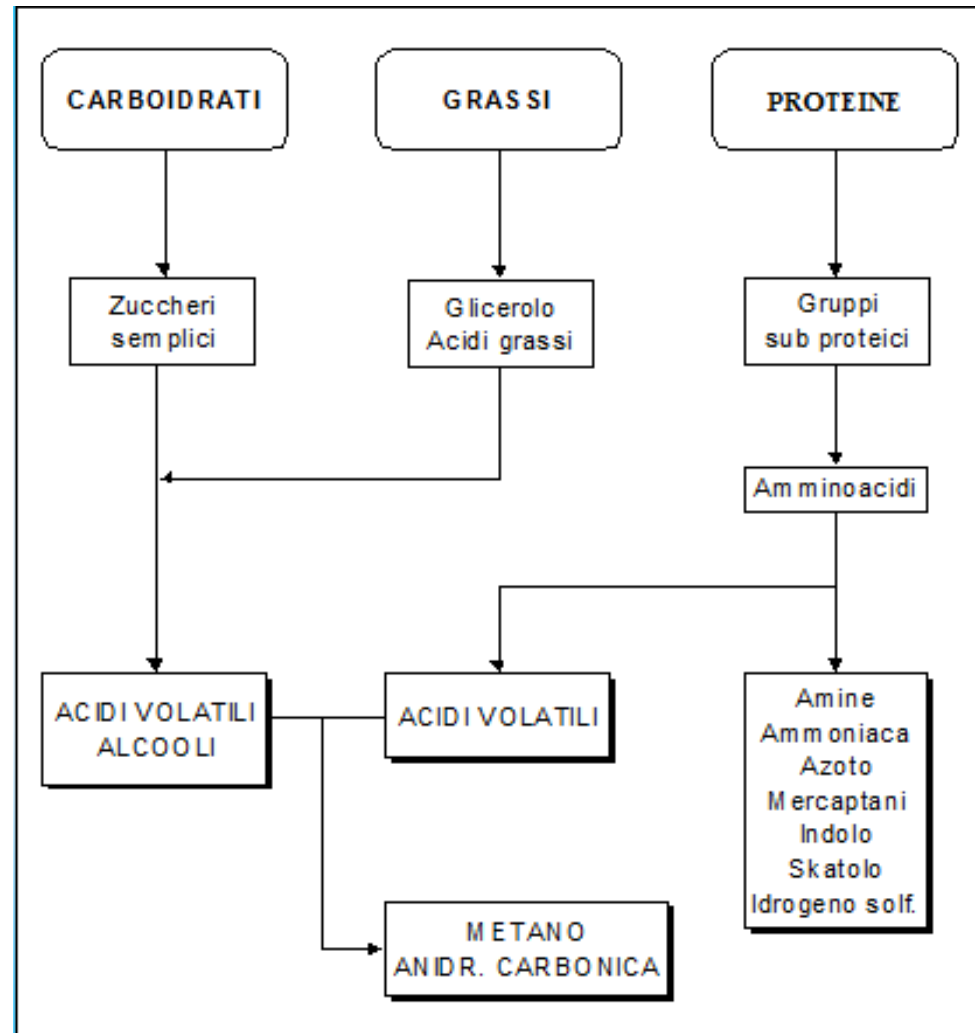 CARBOIDRATI
GRASSI
PROTEINE
Zuccheri
semplici
Glicerolo
Acidi grassi
Gruppi
sub proteici
Amminoacidi
ACIDI VOLATILI
ALCOOLI
ACIDI VOLATILI
Amine
Ammoniaca
Azoto
Mercaptani
Indolo
Skatolo
Idrogeno solf.
METANO
ANIDR. CARBONICA